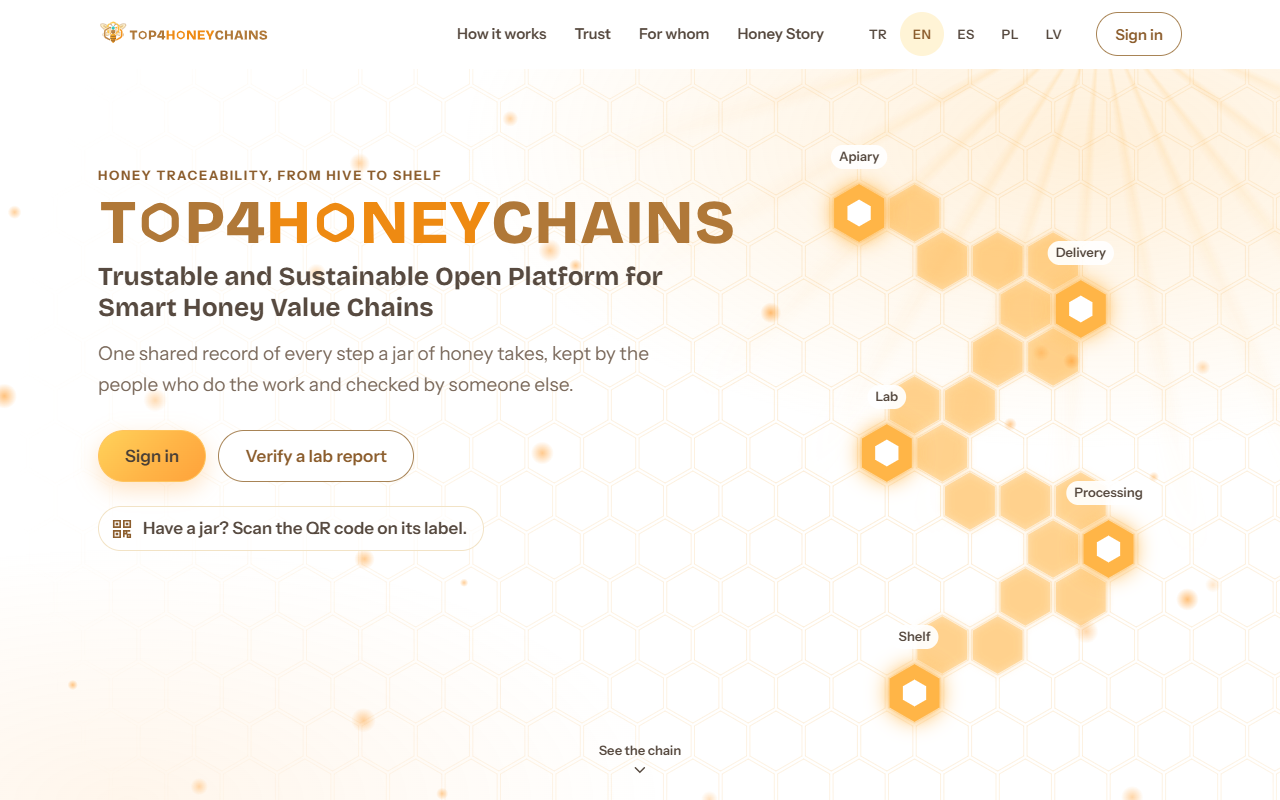 TOP4HONEYCHAINS
How it works
Trust
For whom
Honey Story
TR
EN
ES
PL
LV
Sign in
HONEY TRACEABILITY, FROM HIVE TO SHELF
TOP4HONEYCHAINS
Trustable and Sustainable Open Platform for
Smart Honey Value Chains
One shared record of every step a jar of honey takes, kept by the
people who do the work and checked by someone else.
Sign in
Verify a lab report
Have a jar? Scan the QR code on its label.
Apiary
Delivery
Lab
Processing
Shelf
See the chain